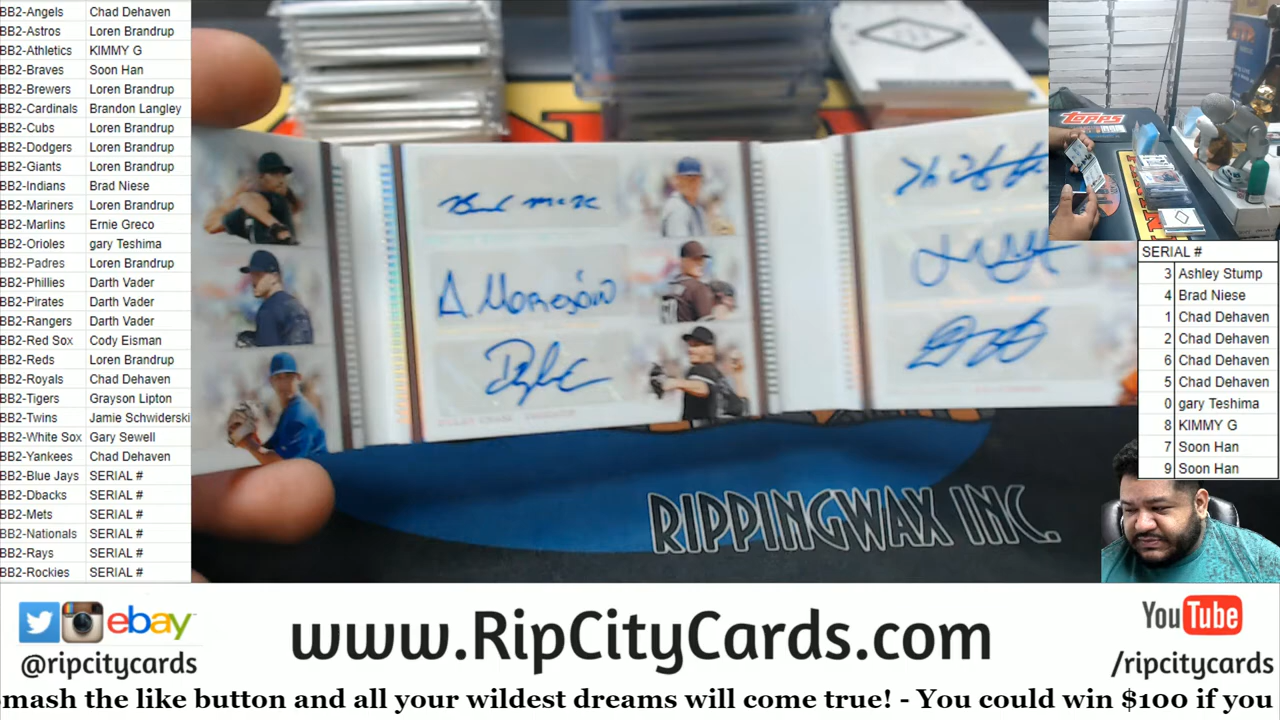 BB2-Angels Chad Dehaven
BB2-Astros Loren Brandrup
BB2-Athletics KIMMY G
BB2-Braves Soon Han
BB2-Brewers Loren Brandrup
BB2-Cardinals Brandon Langley
BB2-Cubs Loren Brandrup
BB2-Dodgers Loren Brandrup
BB2-Giants Loren Brandrup
BB2-Indians Brad Niese
BB2-Mariners Loren Brandrup
BB2-Marlins Ernie Greco
BB2-Orioles gary Teshima
BB2-Padres Loren Brandrup
BB2-Phillies Darth Vader
BB2-Pirates Darth Vader
BB2-Rangers Darth Vader
BB2-Red Sox Cody Eisman
BB2-Reds Loren Brandrup
BB2-Royals Chad Dehaven
BB2-Tigers Grayson Lipton
BB2-Twins Jamie Schwiderski
BB2-White Sox Gary Sewell
BB2-Yankees Chad Dehaven
BB2-Blue Jays SERIAL #
BB2-Dbacks SERIAL #
BB2-Mets SERIAL #
BB2-Nationals SERIAL #
BB2-Rays SERIAL #
BB2-Rockies SERIAL #
RIPPINGWAX INC.
Topps
SERIAL #
3 Ashley Stump
4 Brad Niese
1 Chad Dehaven
2 Chad Dehaven
6 Chad Dehaven
5 Chad Dehaven
0 gary Teshima
8 KIMMY G
7 Soon Han
9 Soon Han
ebay
@ripcitycards
www.RipCityCards.com
YouTube
/ripcitycards
mash the like button and all your wildest dreams will come true! - You could win $100 if you